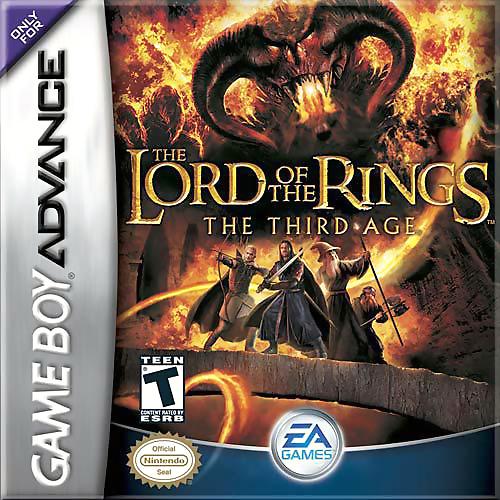 ONLY
FOR
GAME BOY ADVANCE
THE
LORD OF THE RINGS
™
THE THIRD AGE
TEEN
T
CONTENT RATED BY
ESRB
Official
Nintendo
Seal
EA
GAMES